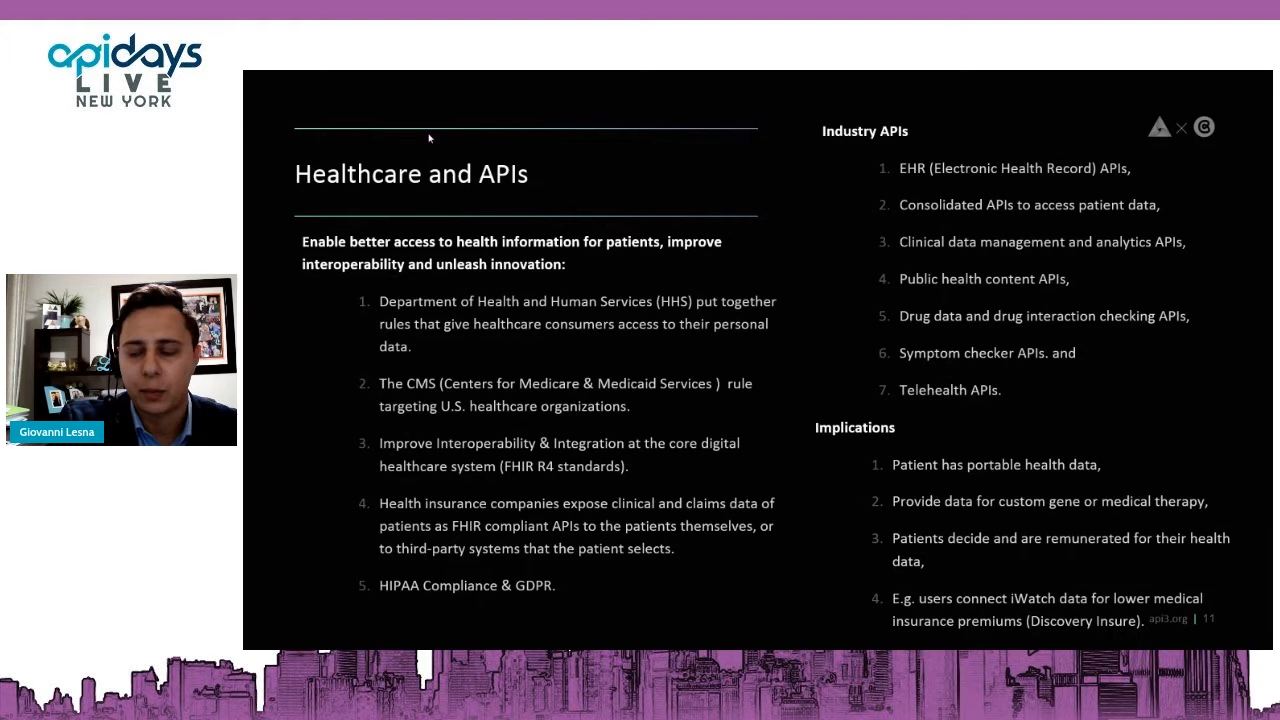 apidays
LIVE
NEW YORK
Giovanni Lesna
Healthcare and APIs
Enable better access to health information for patients, improve
interoperability and unleash innovation:
1. Department of Health and Human Services (HHS) put together
rules that give healthcare consumers access to their personal
data.
2. The CMS (Centers for Medicare & Medicaid Services ) rule
targeting U.S. healthcare organizations.
3. Improve Interoperability & Integration at the core digital
healthcare system (FHIR R4 standards).
4. Health insurance companies expose clinical and claims data of
patients as FHIR compliant APIs to the patients themselves, or
to third-party systems that the patient selects.
5. HIPAA Compliance & GDPR.
Industry APIs
1. EHR (Electronic Health Record) APIs,
2. Consolidated APIs to access patient data,
3. Clinical data management and analytics APIs,
4. Public health content APIs,
5. Drug data and drug interaction checking APIs,
6. Symptom checker APIs. and
7. Telehealth APIs.
Implications
1. Patient has portable health data,
2. Provide data for custom gene or medical therapy,
3. Patients decide and are remunerated for their health
data,
4. E.g. users connect iWatch data for lower medical
insurance premiums (Discovery Insure).
api3.org | 11